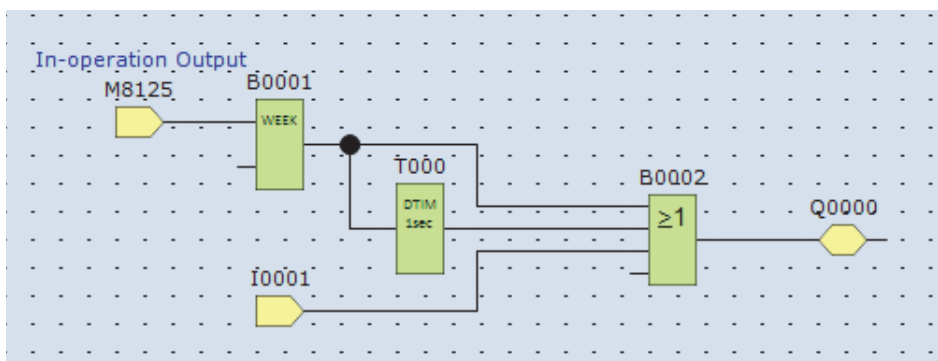 In-operation Output
M8125
B0001
WEEK
T000
DTIM
1sec
B0002
≥1
Q0000
I0001